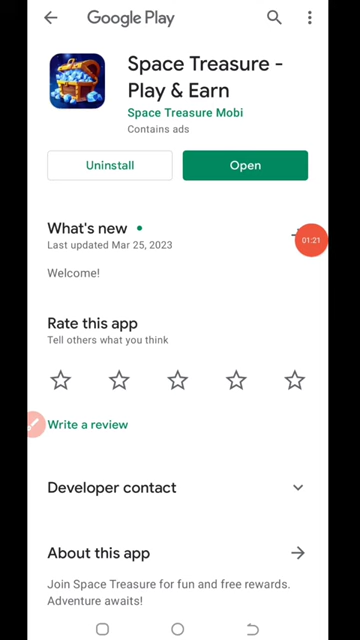 Google Play
Space Treasure -
Play & Earn
Space Treasure Mobi
Contains ads
Uninstall
Open
What's new
Last updated Mar 25, 2023
01:21
Welcome!
Rate this app
Tell others what you think
Write a review
Developer contact
About this app
Join Space Treasure for fun and free rewards.
Adventure awaits!